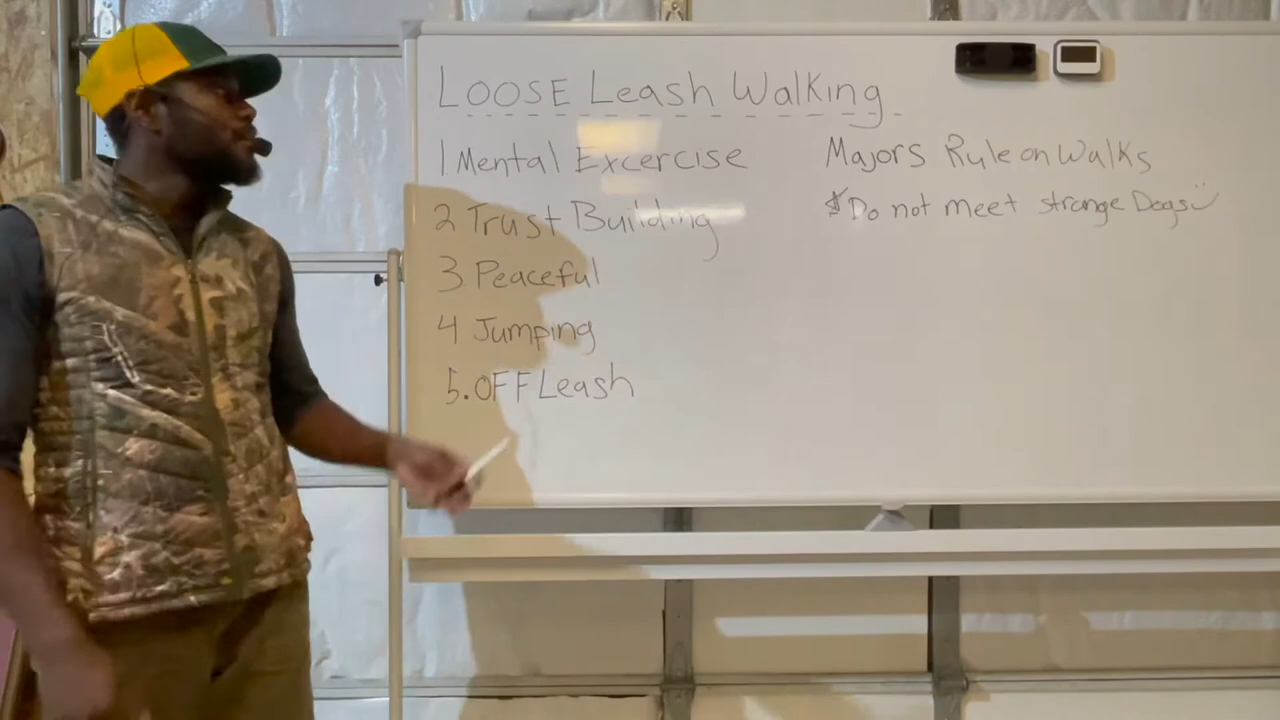 LOOSE Leash Walking
1 Mental Excercise
2 Trust Building
3 Peaceful
4 Jumping
5. OFF Leash
Majors Rule on Walks
* Do not meet strange Dogs